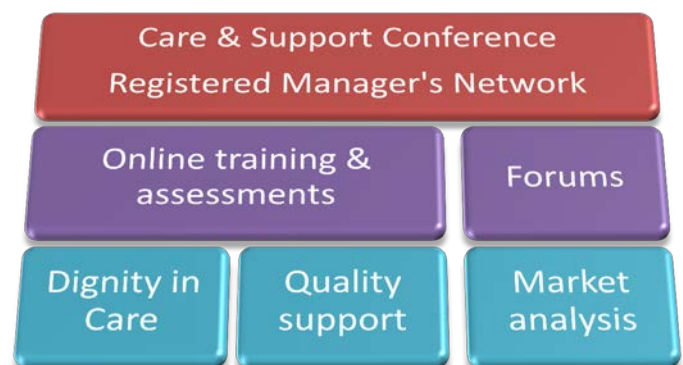 Care & Support Conference
Registered Manager's Network
Online training &
assessments
Forums
Dignity in
Care
Quality
support
Market
analysis